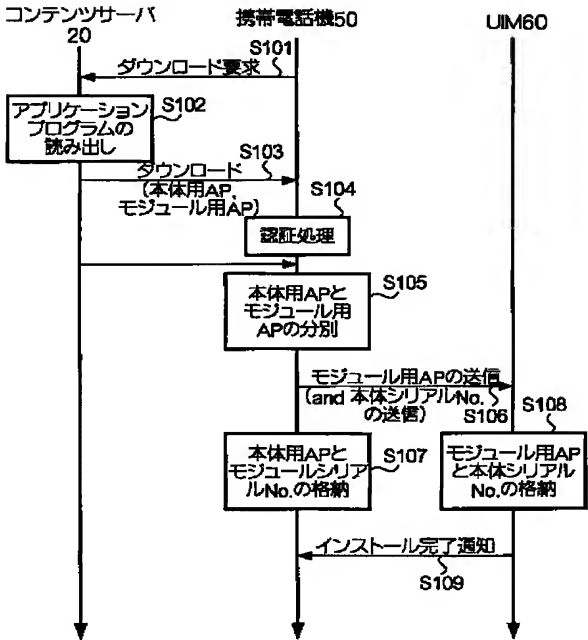 コンテンツサーバ
20
携帯電話機50
UIM60
S101
ダウンロード要求
S102
アプリケーション
プログラムの
読み出し
S103
ダウンロード
(本体用AP,
モジュール用AP)
S104
認証処理
S105
本体用APと
モジュール用
APの分別
モジュール用APの送信
(and 本体シリアルNo.
の送信)
S106
S107
本体用APと
モジュールシリア
ルNo.の格納
S108
モジュール用AP
と本体シリアル
No.の格納
インストール完了通知
S109